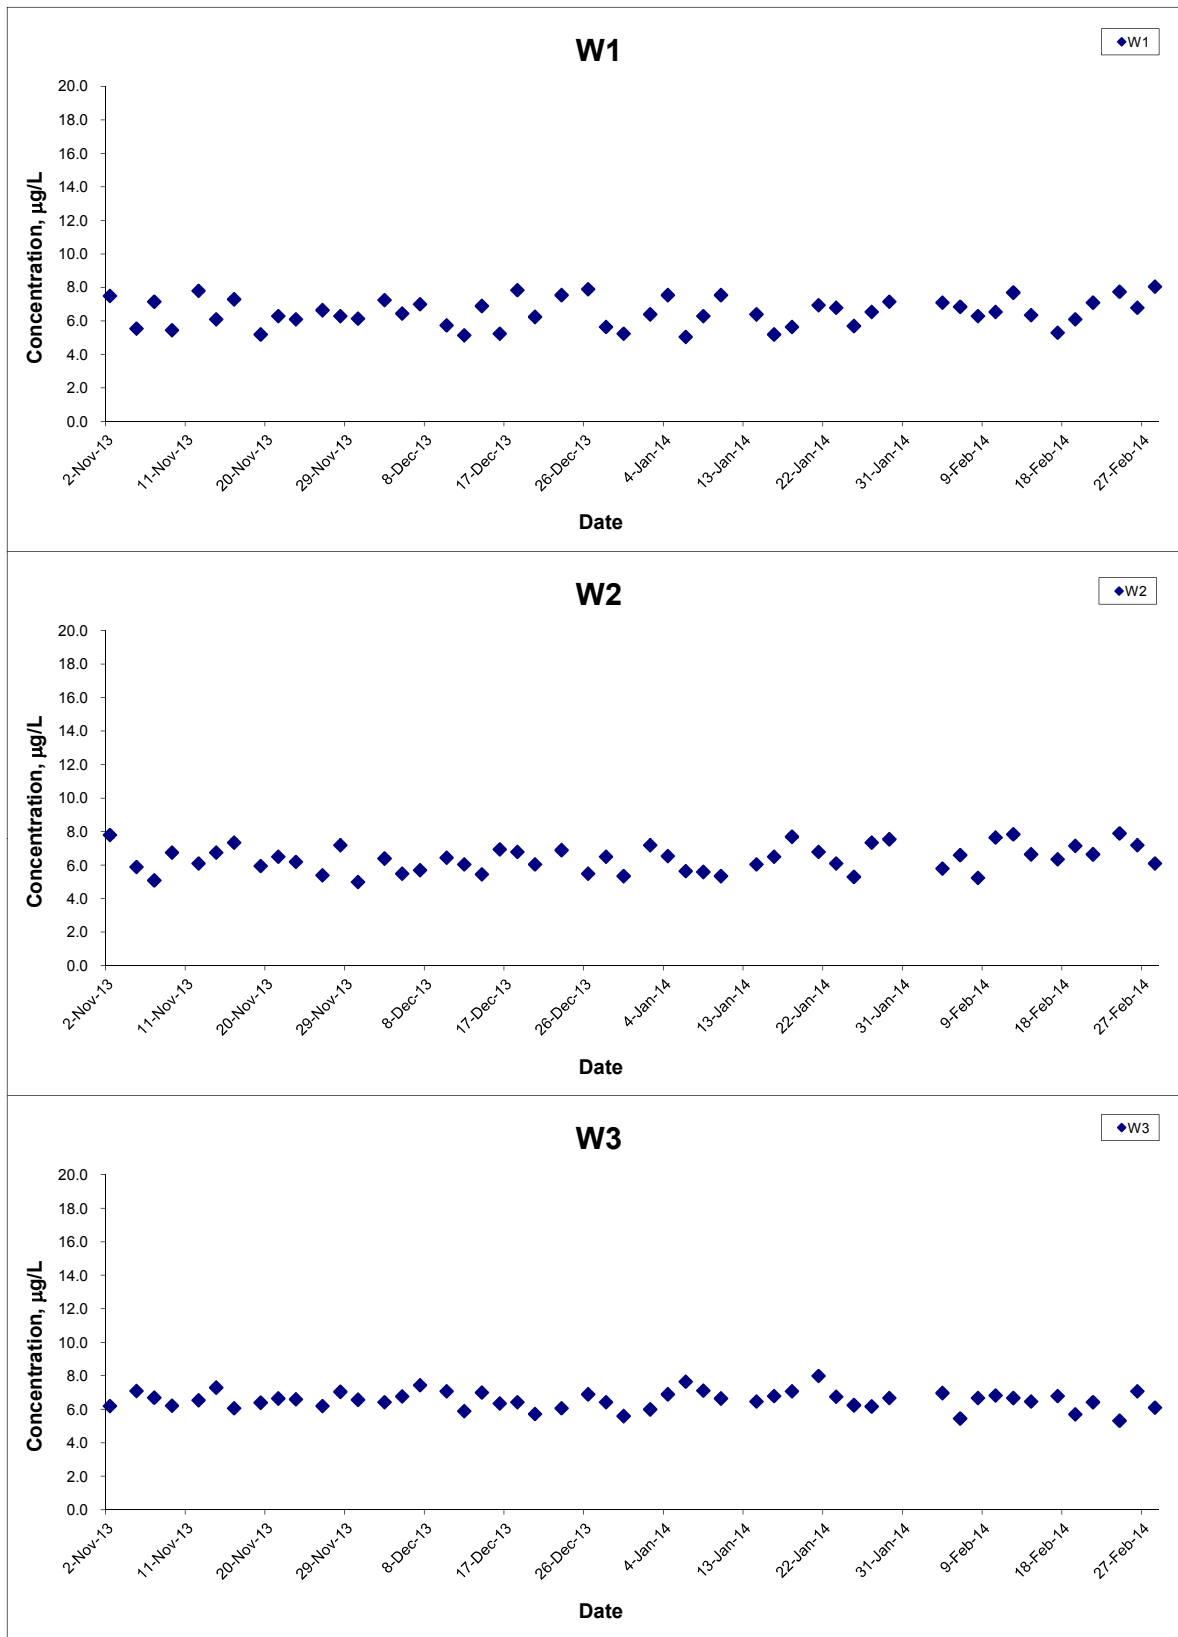 W1
W1
20.0
18.0
16.0
14.0
12.0
10.0
8.0
6.0
4.0
2.0
0.0
Concentration, µg/L
2-Nov-13
11-Nov-13
20-Nov-13
29-Nov-13
8-Dec-13
17-Dec-13
26-Dec-13
4-Jan-14
13-Jan-14
22-Jan-14
31-Jan-14
9-Feb-14
18-Feb-14
27-Feb-14
Date
W2
W2
20.0
18.0
16.0
14.0
12.0
10.0
8.0
6.0
4.0
2.0
0.0
Concentration, µg/L
2-Nov-13
11-Nov-13
20-Nov-13
29-Nov-13
8-Dec-13
17-Dec-13
26-Dec-13
4-Jan-14
13-Jan-14
22-Jan-14
31-Jan-14
9-Feb-14
18-Feb-14
27-Feb-14
Date
W3
W3
20.0
18.0
16.0
14.0
12.0
10.0
8.0
6.0
4.0
2.0
0.0
Concentration, µg/L
2-Nov-13
11-Nov-13
20-Nov-13
29-Nov-13
8-Dec-13
17-Dec-13
26-Dec-13
4-Jan-14
13-Jan-14
22-Jan-14
31-Jan-14
9-Feb-14
18-Feb-14
27-Feb-14
Date